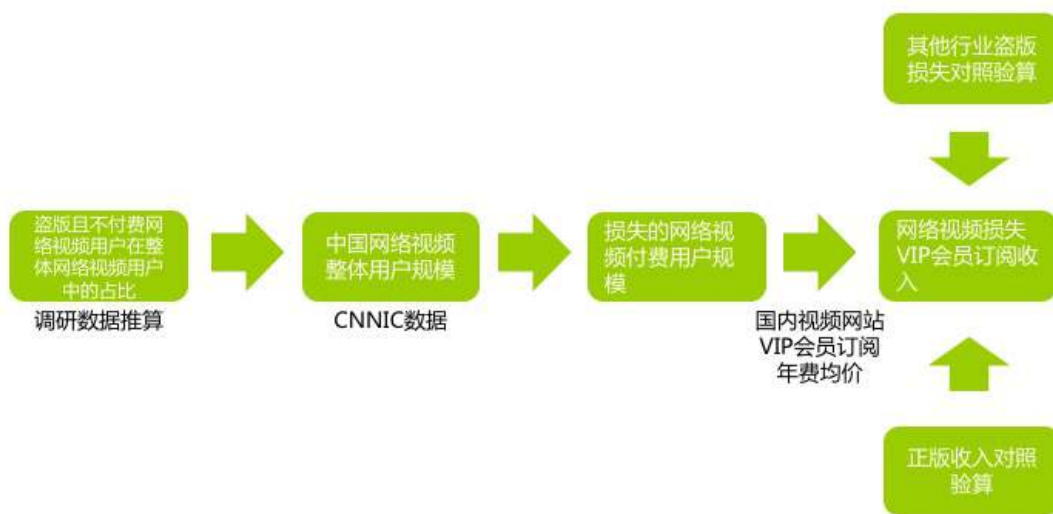 其他行业盗版
损失对照验算
盗版且不付费网
络视频用户在整
体网络视频用户
中的占比
调研数据推算
中国网络视频
整体用户规模
CNNIC数据
损失的网络视
频付费用户规
模
国内视频网站
VIP会员订阅
年费均价
网络视频损失
VIP会员订阅收
入
正版收入对照
验算